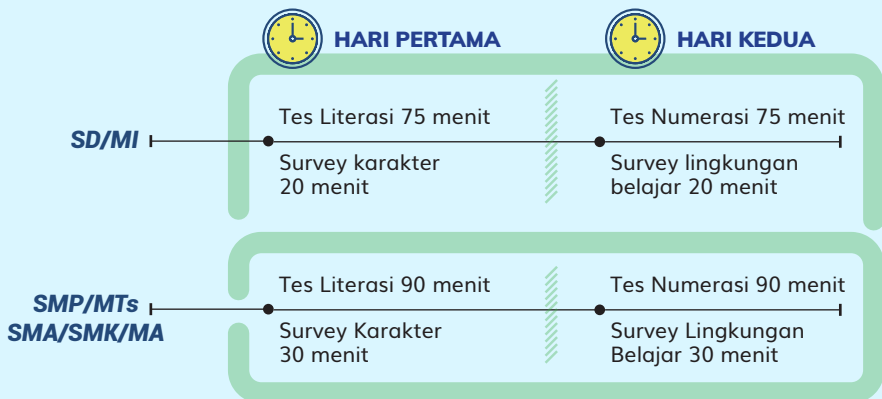 HARI PERTAMA
HARI KEDUA
SD/MI
Tes Literasi 75 menit
Survey karakter
20 menit
Tes Numerasi 75 menit
Survey lingkungan
belajar 20 menit
SMP/MTs
SMA/SMK/MA
Tes Literasi 90 menit
Survey Karakter
30 menit
Tes Numerasi 90 menit
Survey Lingkungan
Belajar 30 menit